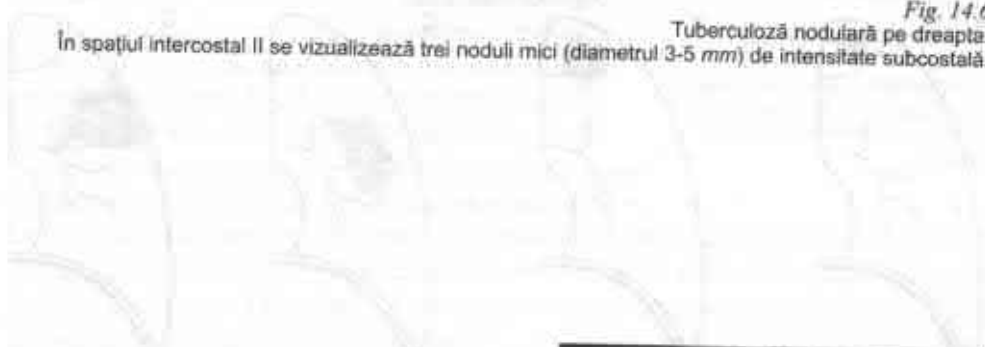 Fig. 14.6
Tuberculoză nodulară pe dreapta
În spațiul intercostal II se vizualizează trei noduli mici (diametrul 3-5 mm) de intensitate subcostală